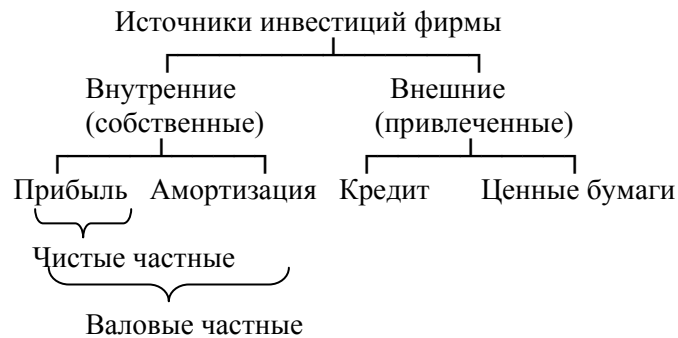 Источники инвестиций фирмы
Внутренние Внешние
(собственные) (привлеченные)
Прибыль Амортизация Кредит Ценные бумаги
Чистые частные
Валовые частные